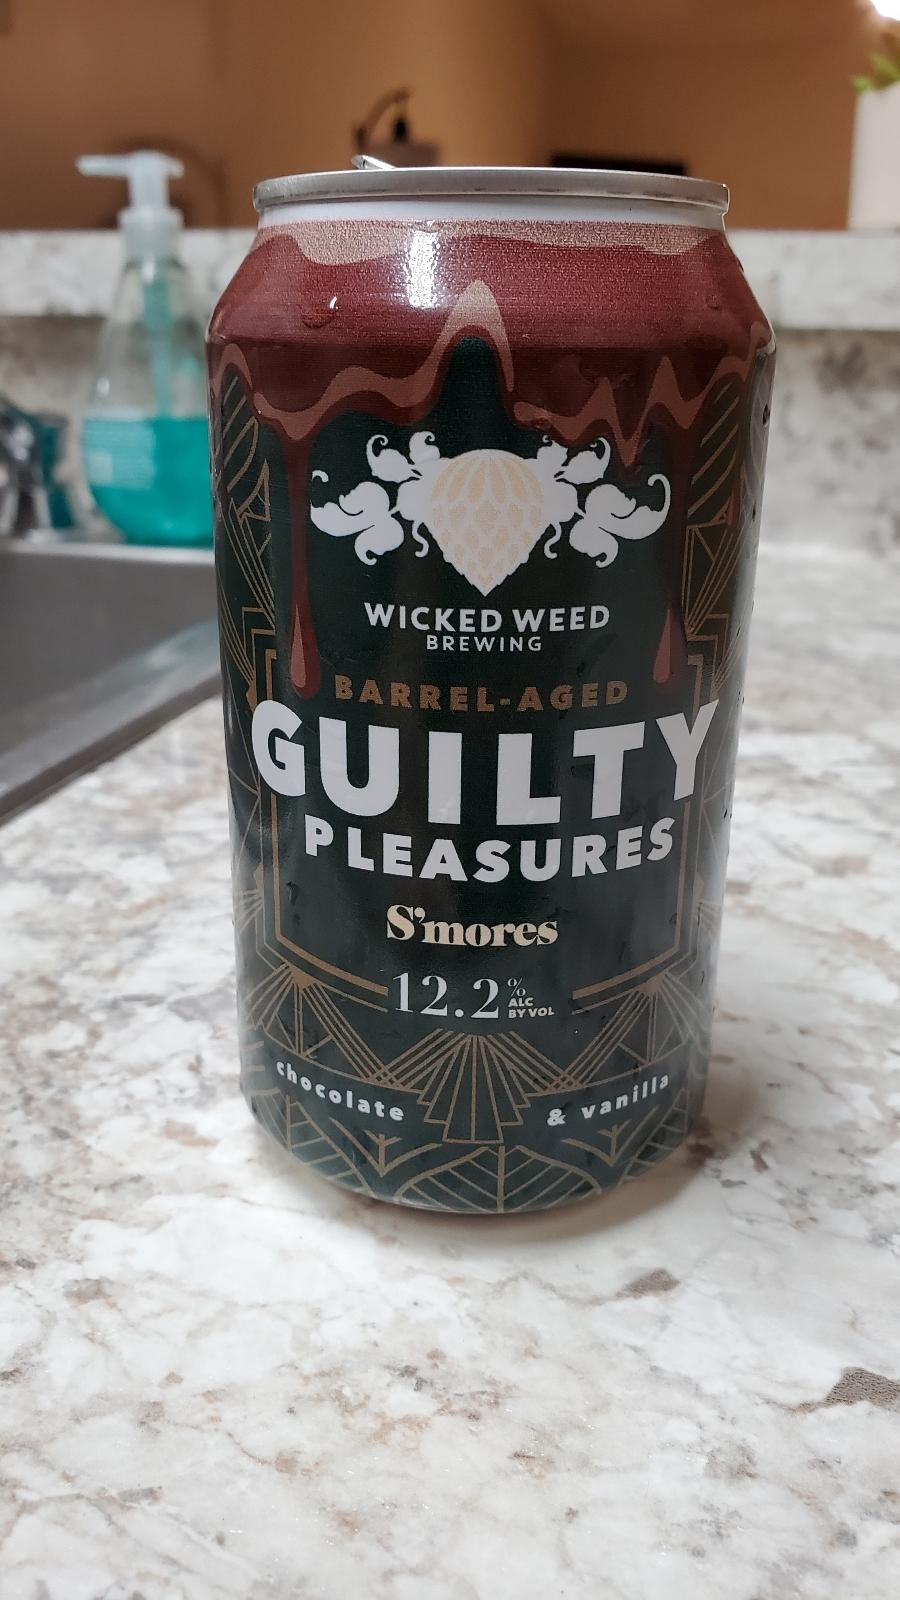 WICKED WEED
BREWING
BARREL-AGED
GUILTY
PLEASURES
S'mores
12.2% ALC BY VOL
chocolate & vanilla